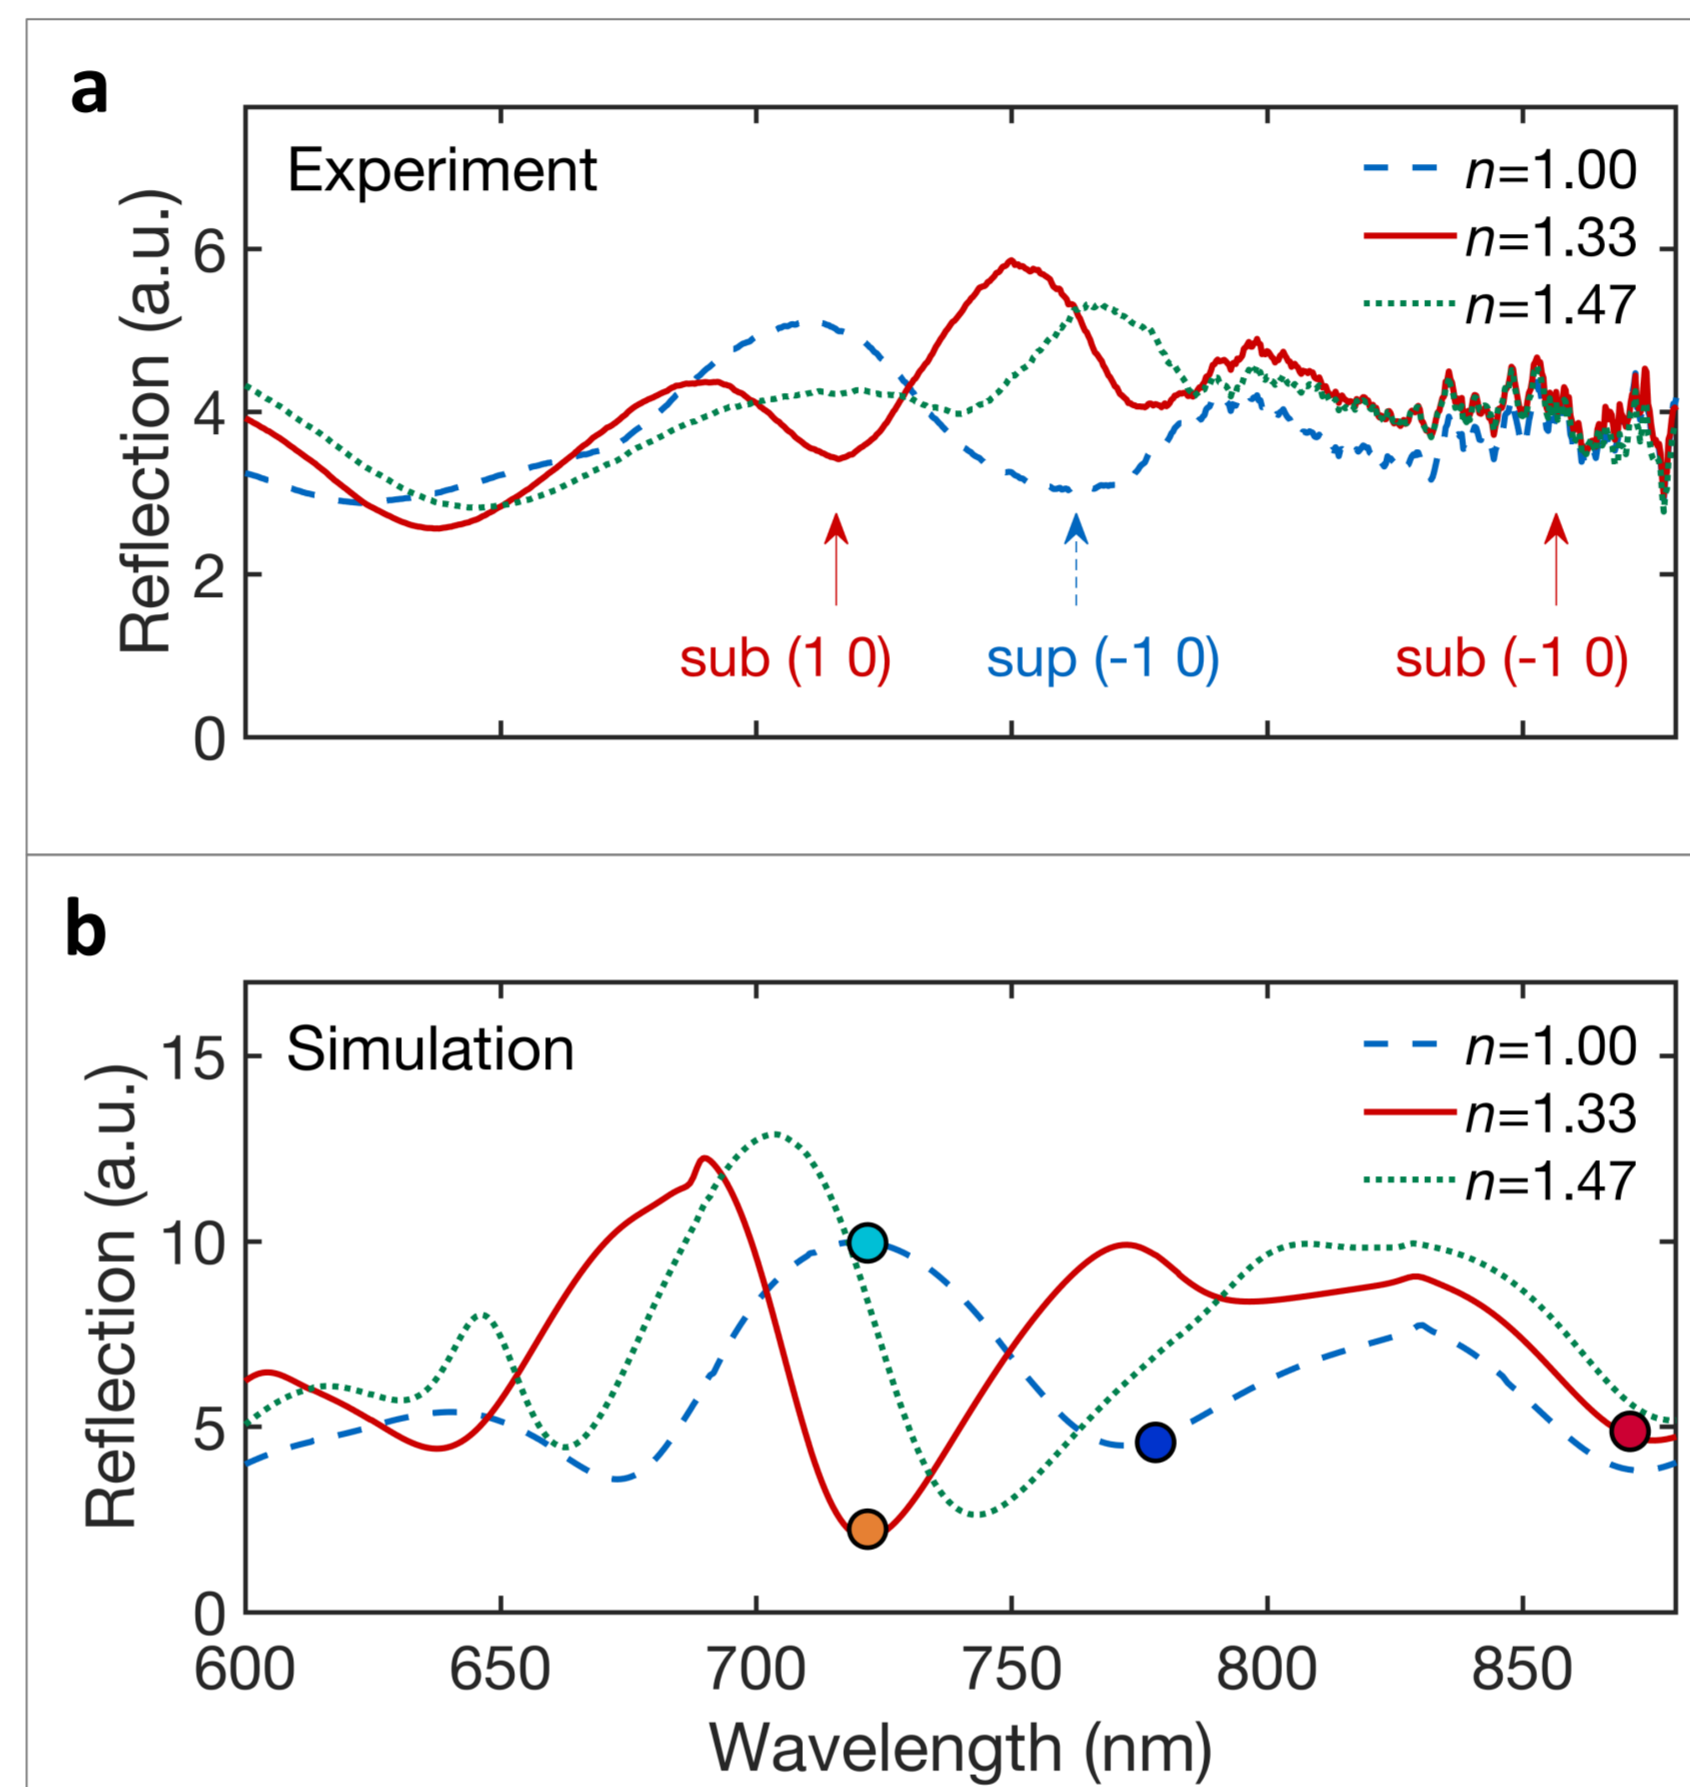 a
Experiment
n=1.00
n=1.33
n=1.47
Reflection (a.u.)
6
4
2
0
sub (1 0)
sup (-1 0)
sub (-1 0)
b
Simulation
n=1.00
n=1.33
n=1.47
Reflection (a.u.)
15
10
5
0
600 650 700 750 800 850
Wavelength (nm)